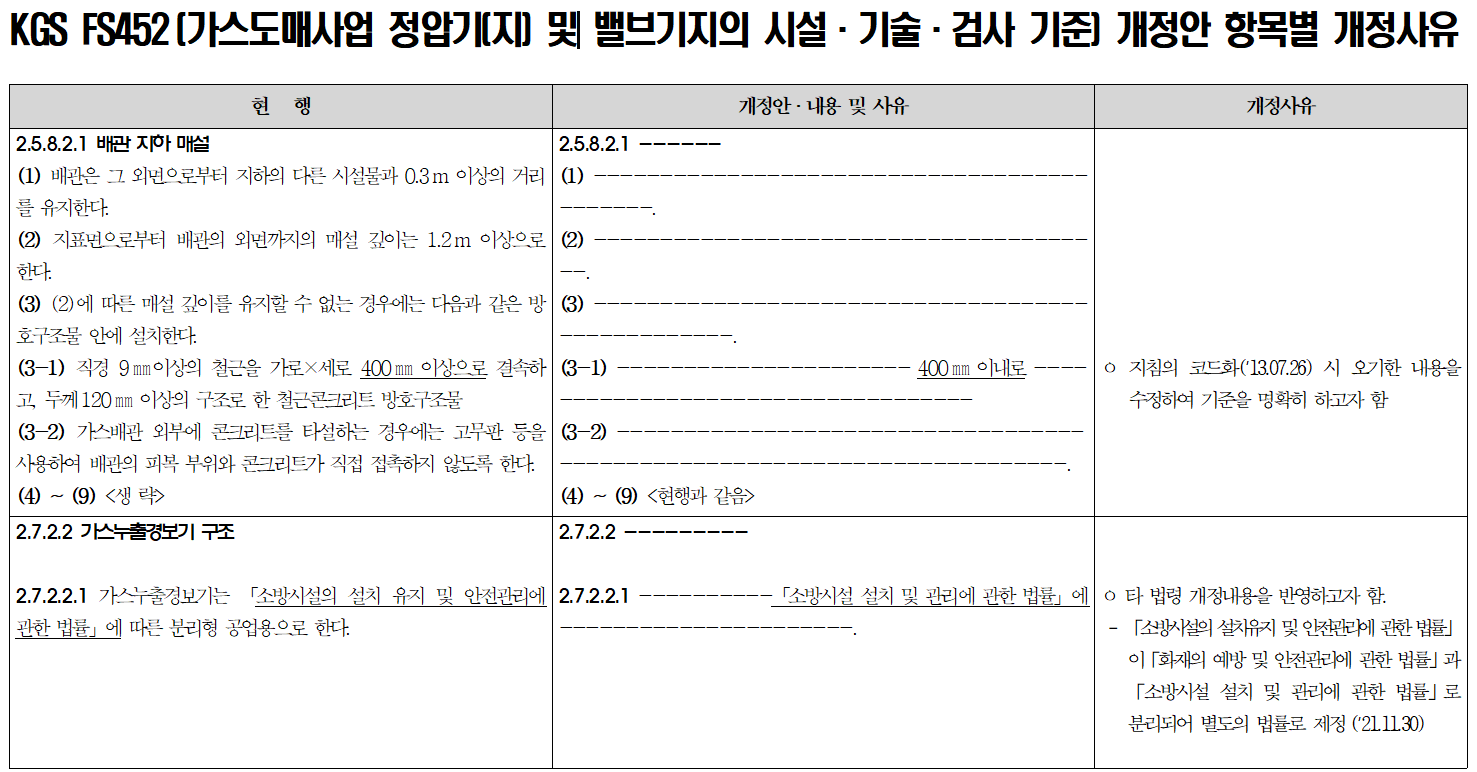 KGS FS452 (가스도매사업 정압기(지) 및 밸브기지의 시설·기술·검사 기준) 개정안 항목별 개정사유
현 행
개정안·내용 및 사유
개정사유
2.5.8.2.1 배관 지하 매설
(1) 배관은 그 외면으로부터 지하의 다른 시설물과 0.3 m 이상의 거리
를 유지한다.
(2) 지표면으로부터 배관의 외면까지의 매설 깊이는 1.2 m 이상으로
한다.
(3) (2)에 따른 매설 깊이를 유지할 수 없는 경우에는 다음과 같은 방
호구조물 안에 설치한다.
(3-1) 직경 9 ㎜이상의 철근을 가로×세로 400 ㎜ 이상으로 결속하
고, 두께 120 ㎜ 이상의 구조로 한 철근콘크리트 방호구조물
(3-2) 가스배관 외부에 콘크리트를 타설하는 경우에는 고무판 등을
사용하여 배관의 피복 부위와 콘크리트가 직접 접촉하지 않도록 한다.
(4) ~ (9) <생 략>
2.5.8.2.1 ------
(1) --------------------------------------
-------.
(2) --------------------------------------
--.
(3) --------------------------------------
-------------.
(3-1) ----------------------- 400 ㎜ 이내로 ----
--------------------------------
(3-2) ------------------------------------
---------------------------------------.
(4) ~ (9) <현행과 같음>
ㅇ 지침의 코드화('13.07.26) 시 오기한 내용을
수정하여 기준을 명확히 하고자 함
2.7.2.2 가스누출경보기 구조
2.7.2.2.1 가스누출경보기는 「소방시설의 설치 유지 및 안전관리에
관한 법률」에 따른 분리형 공업용으로 한다.
2.7.2.2 ---------
2.7.2.2.1 ----------「소방시설 설치 및 관리에 관한 법률」에
----------------------.
ㅇ 타 법령 개정내용을 반영하고자 함.
- 「소방시설의 설치유지 및 안전관리에 관한 법률」
이 「화재의 예방 및 안전관리에 관한 법률」과
「소방시설 설치 및 관리에 관한 법률」로
분리되어 별도의 법률로 제정 ('21.11.30)